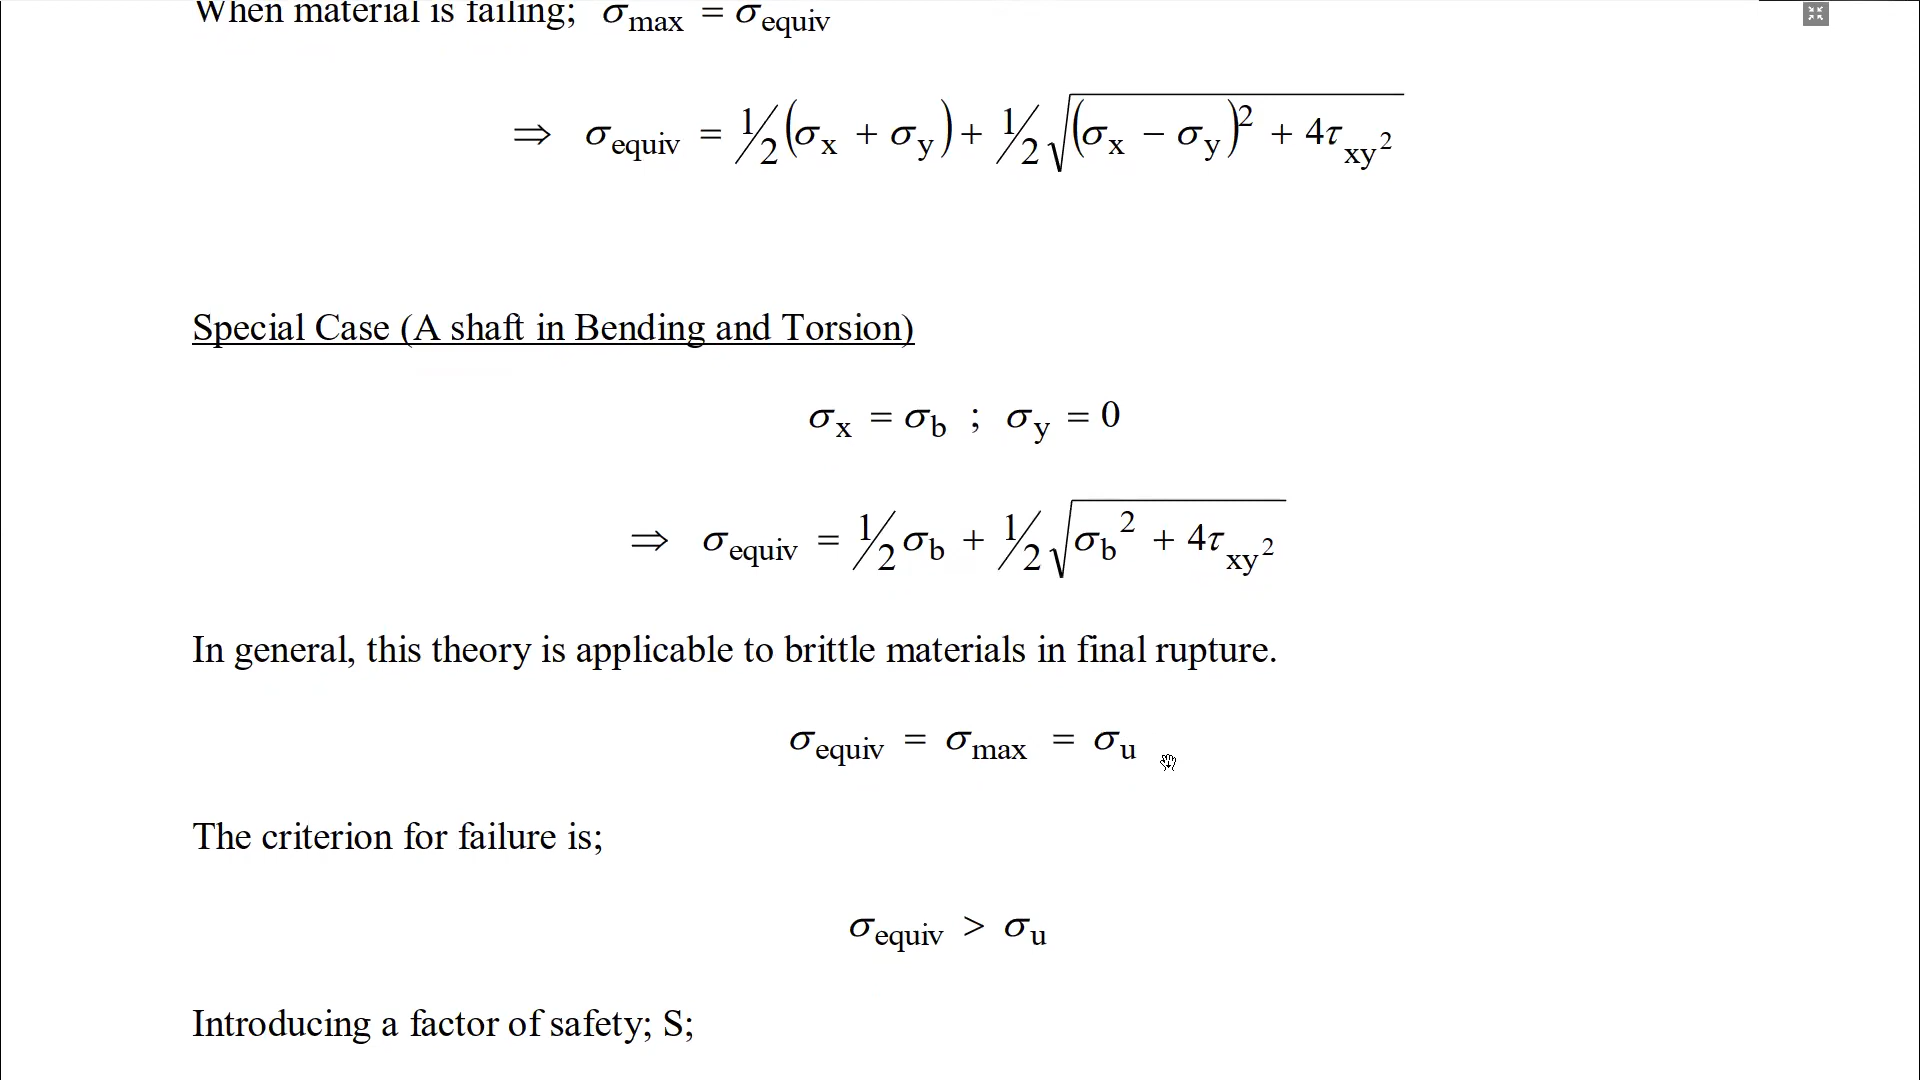 When material is failing; σmax = σequiv
⇒ σequiv = 1/2(σx + σy) + 1/2√(σx − σy)² + 4τxy²
Special Case (A shaft in Bending and Torsion)
σx = σb ; σy = 0
⇒ σequiv = 1/2σb + 1/2√σb² + 4τxy²
In general, this theory is applicable to brittle materials in final rupture.
σequiv = σmax = σu
The criterion for failure is;
σequiv > σu
Introducing a factor of safety; S;